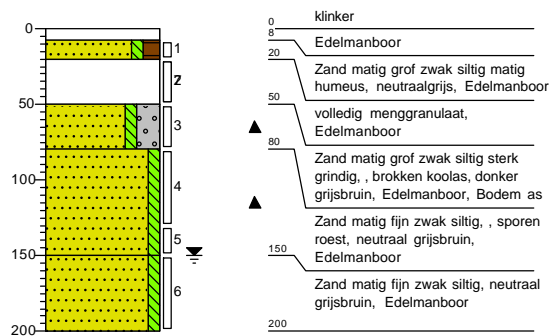 0
50
100
150
200
1
2
3
4
5
6
0
klinker
8
Edelmanboor
20
Zand matig grof zwak siltig matig
humeus, neutraalgrijs, Edelmanboor
50
volledig menggranulaat,
Edelmanboor
80
Zand matig grof zwak siltig sterk
grindig, , brokken koolas, donker
grijsbruin, Edelmanboor, Bodem as
Zand matig fijn zwak siltig, , sporen
roest, neutraal grijsbruin,
150
Edelmanboor
Zand matig fijn zwak siltig, neutraal
grijsbruin, Edelmanboor
200